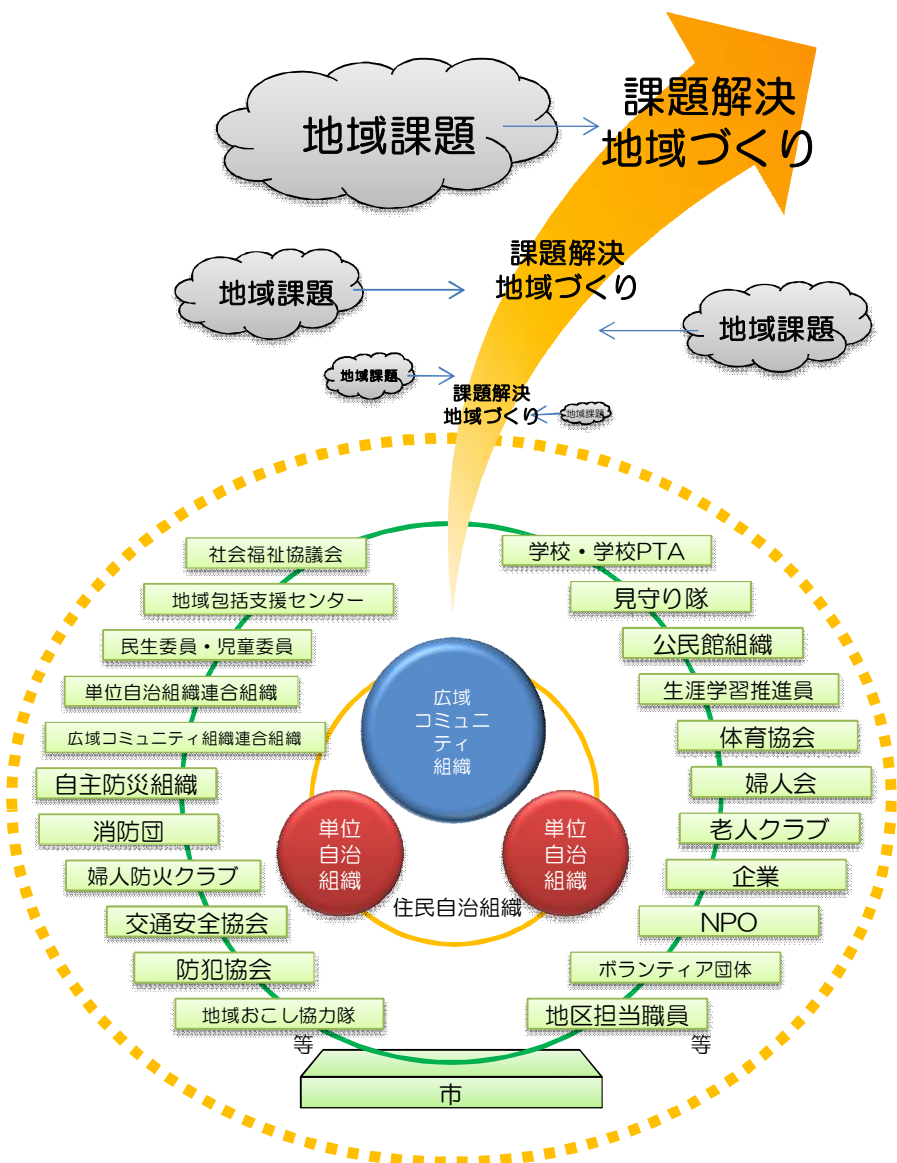 地域課題
課題解決
地域づくり
課題解決
地域づくり
地域課題
地域課題
地域課題
課題解決
地域づくり
地域課題
社会福祉協議会
地域包括支援センター
民生委員・児童委員
単位自治組織連合組織
広域コミュニティ組織連合組織
自主防災組織
消防団
婦人防火クラブ
交通安全協会
防犯協会
地域おこし協力隊
等
学校・学校PTA
見守り隊
公民館組織
生涯学習推進員
体育協会
婦人会
老人クラブ
企業
NPO
ボランティア団体
地区担当職員
等
広域
コミュニ
ティ
組織
単位
自治
組織
単位
自治
組織
住民自治組織
市